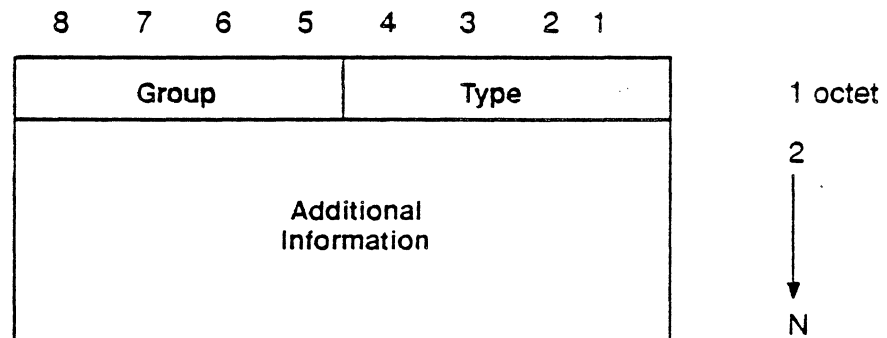 8 7 6 5 4 3 2 1
Group Type 1 octet
2
Additional
Information
N